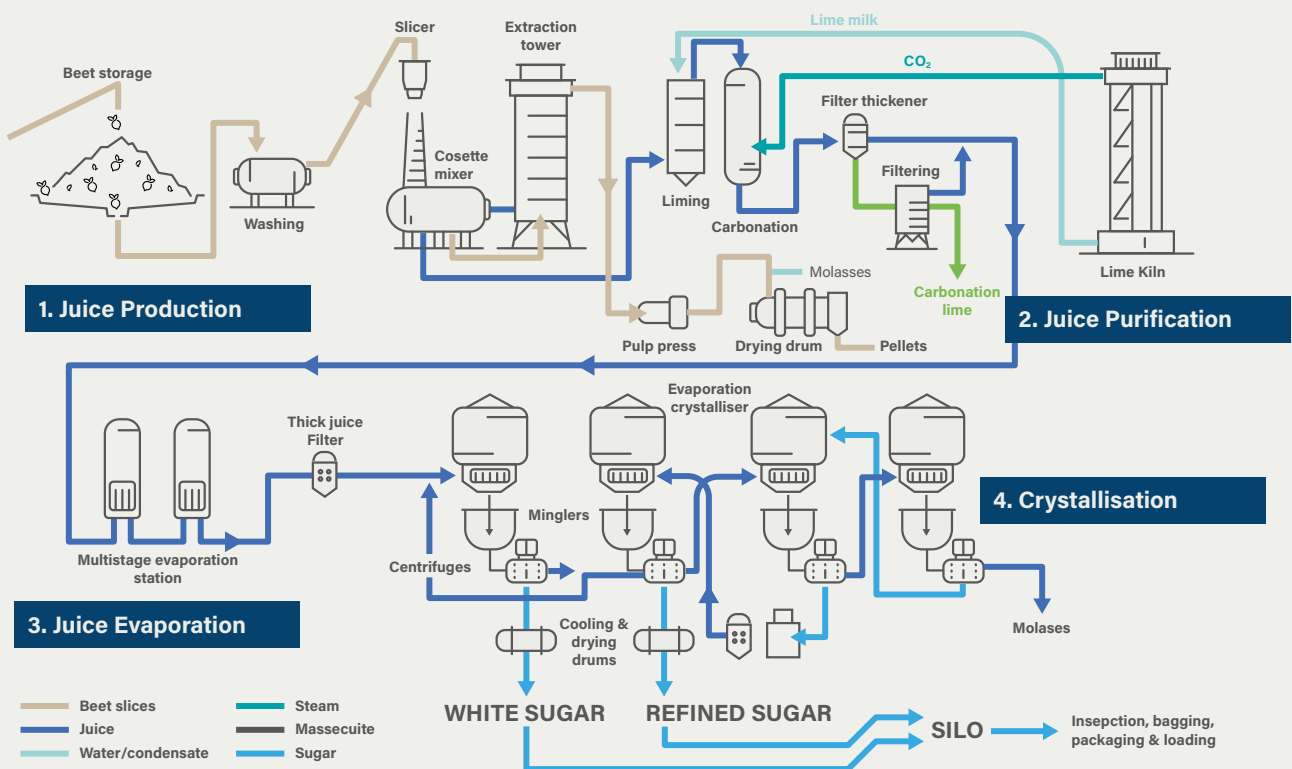 Lime milk
Slicer
Extraction
tower
Beet storage
CO₂
Filter thickener
Cosette
mixer
Filtering
Washing
Liming
Carbonation
Lime Kiln
Molasses
Carbonation
lime
1. Juice Production
2. Juice Purification
Pulp press
Drying drum
Pellets
Evaporation
crystalliser
Thick juice
Filter
4. Crystallisation
Minglers
Multistage evaporation
station
Centrifuges
3. Juice Evaporation
Cooling &
drying
drums
Molases
Beet slices
Juice
Water/condensate
Steam
Massecuite
Sugar
WHITE SUGAR
REFINED SUGAR
SILO
Insepction, bagging,
packaging & loading